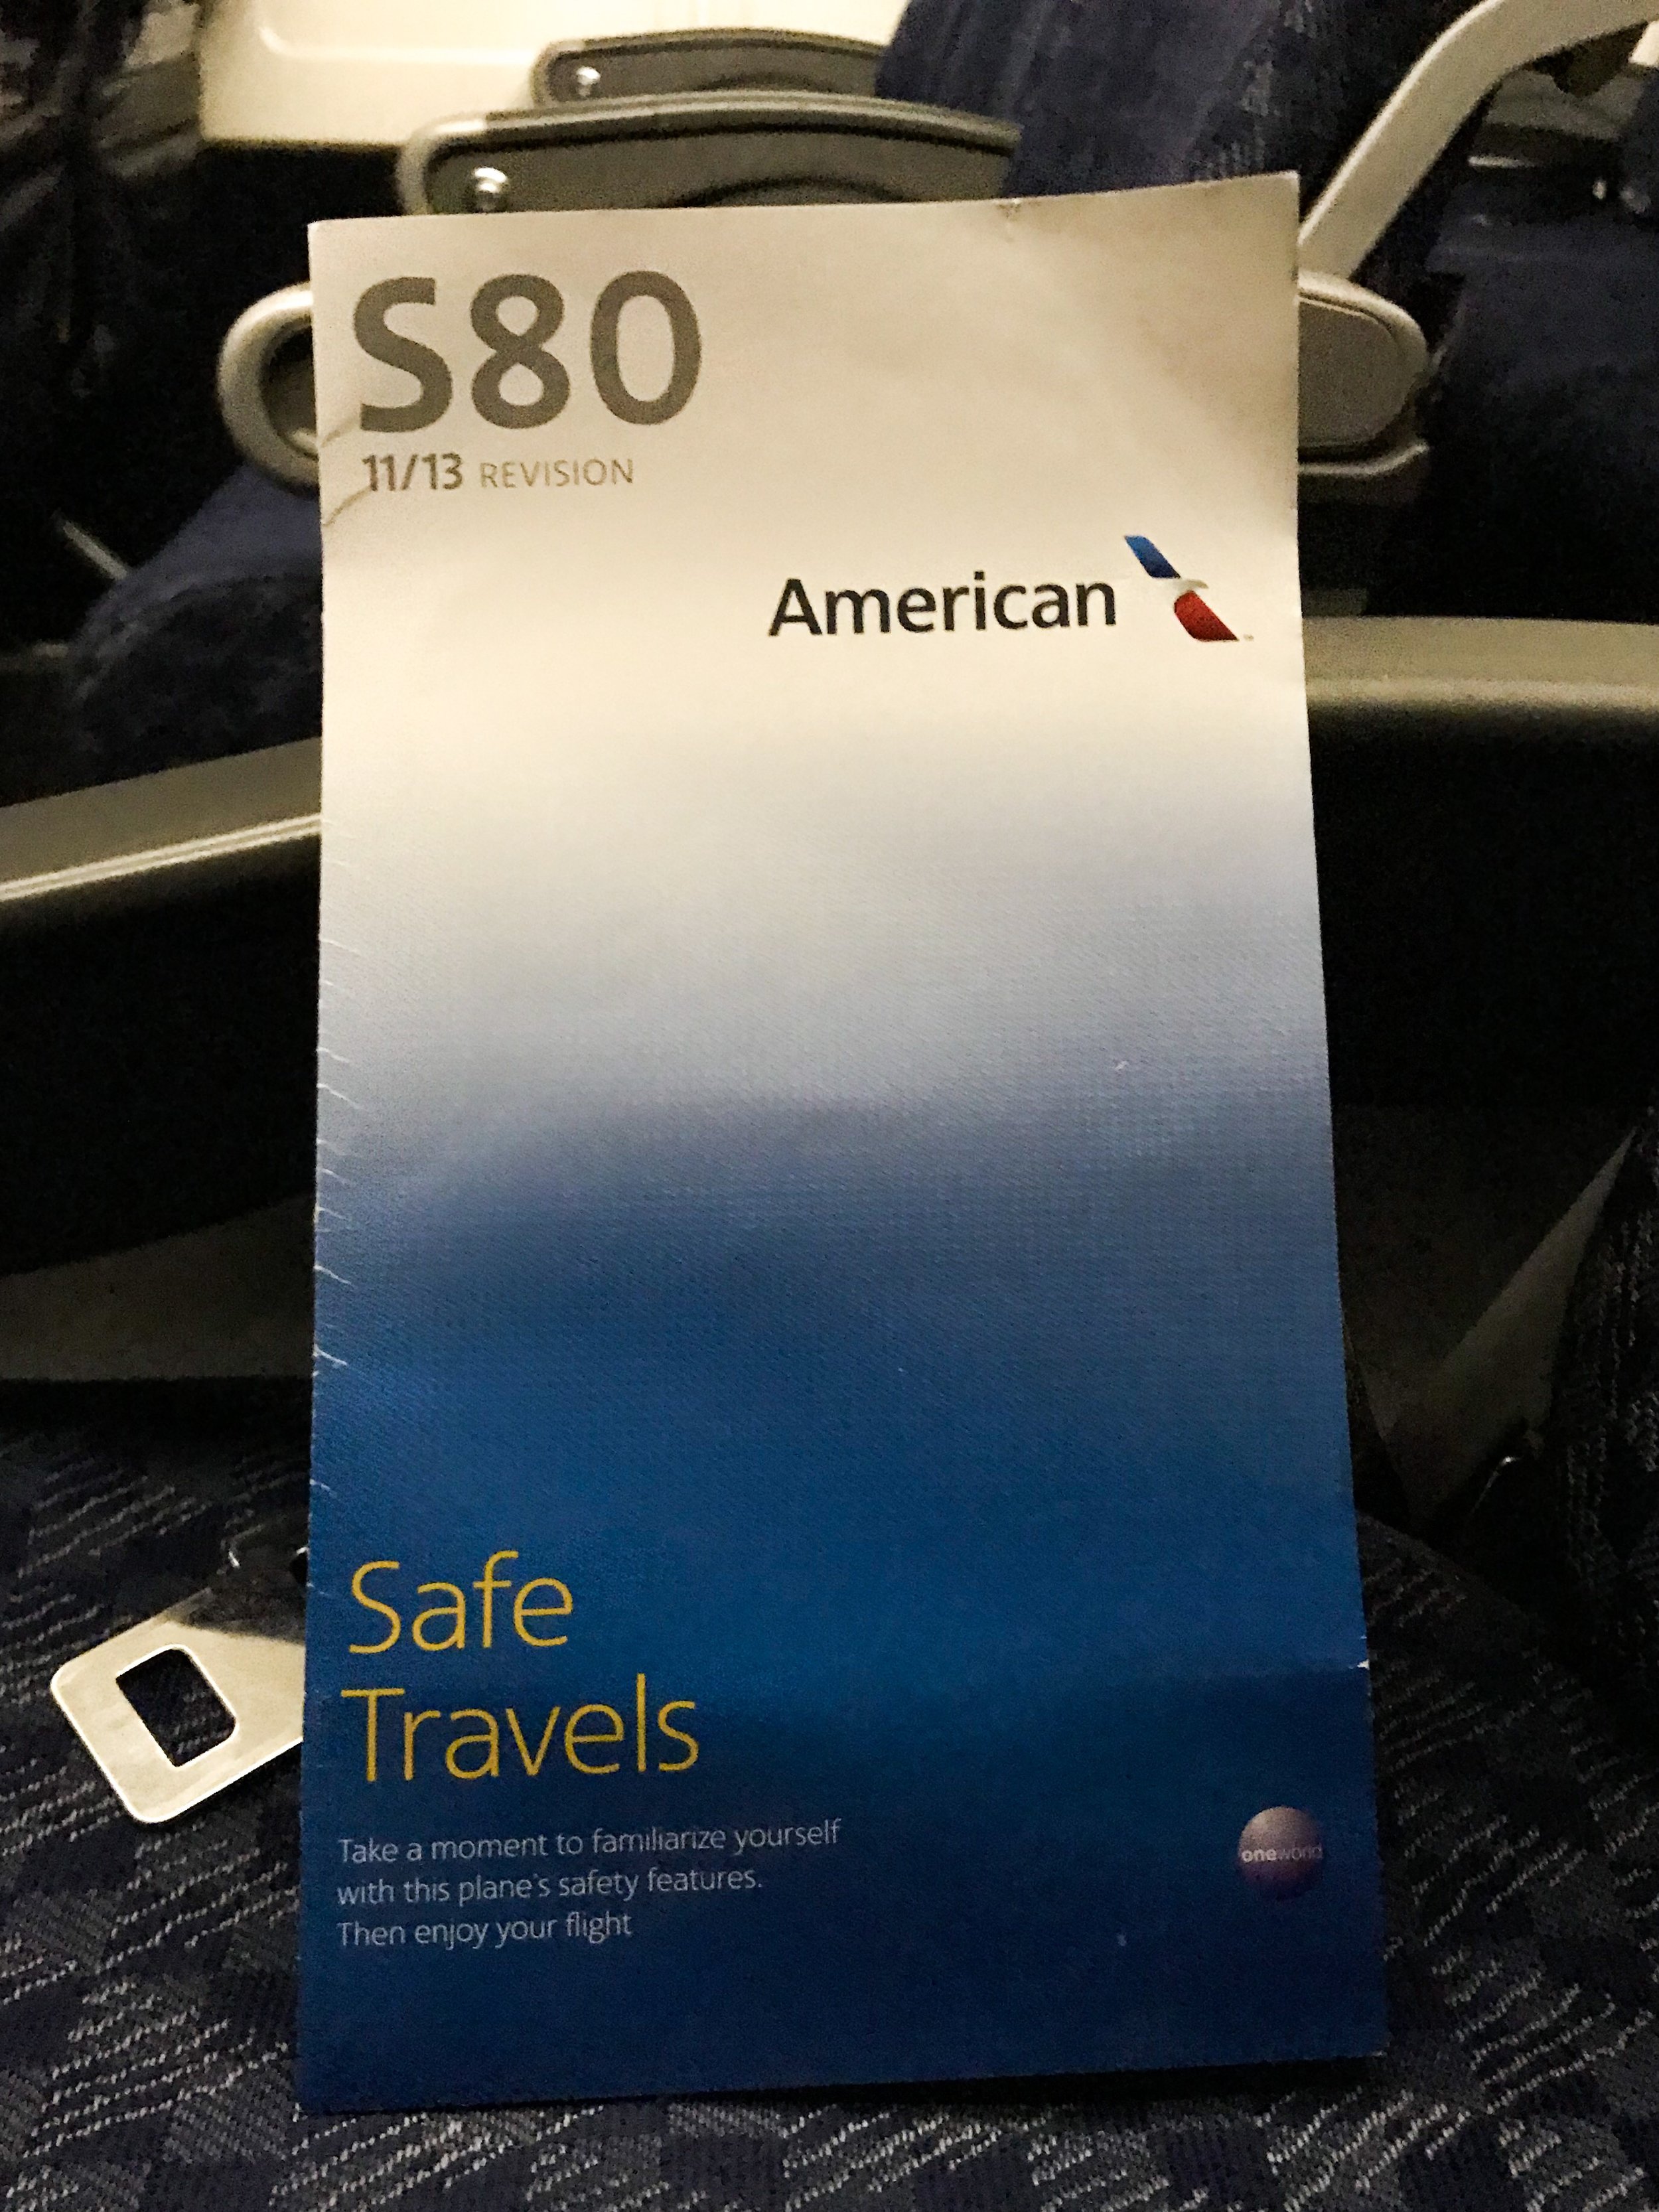 S80
11/13 REVISION
American
Safe
Travels
Take a moment to familiarize yourself
with this plane's safety features.
Then enjoy your flight
oneworld